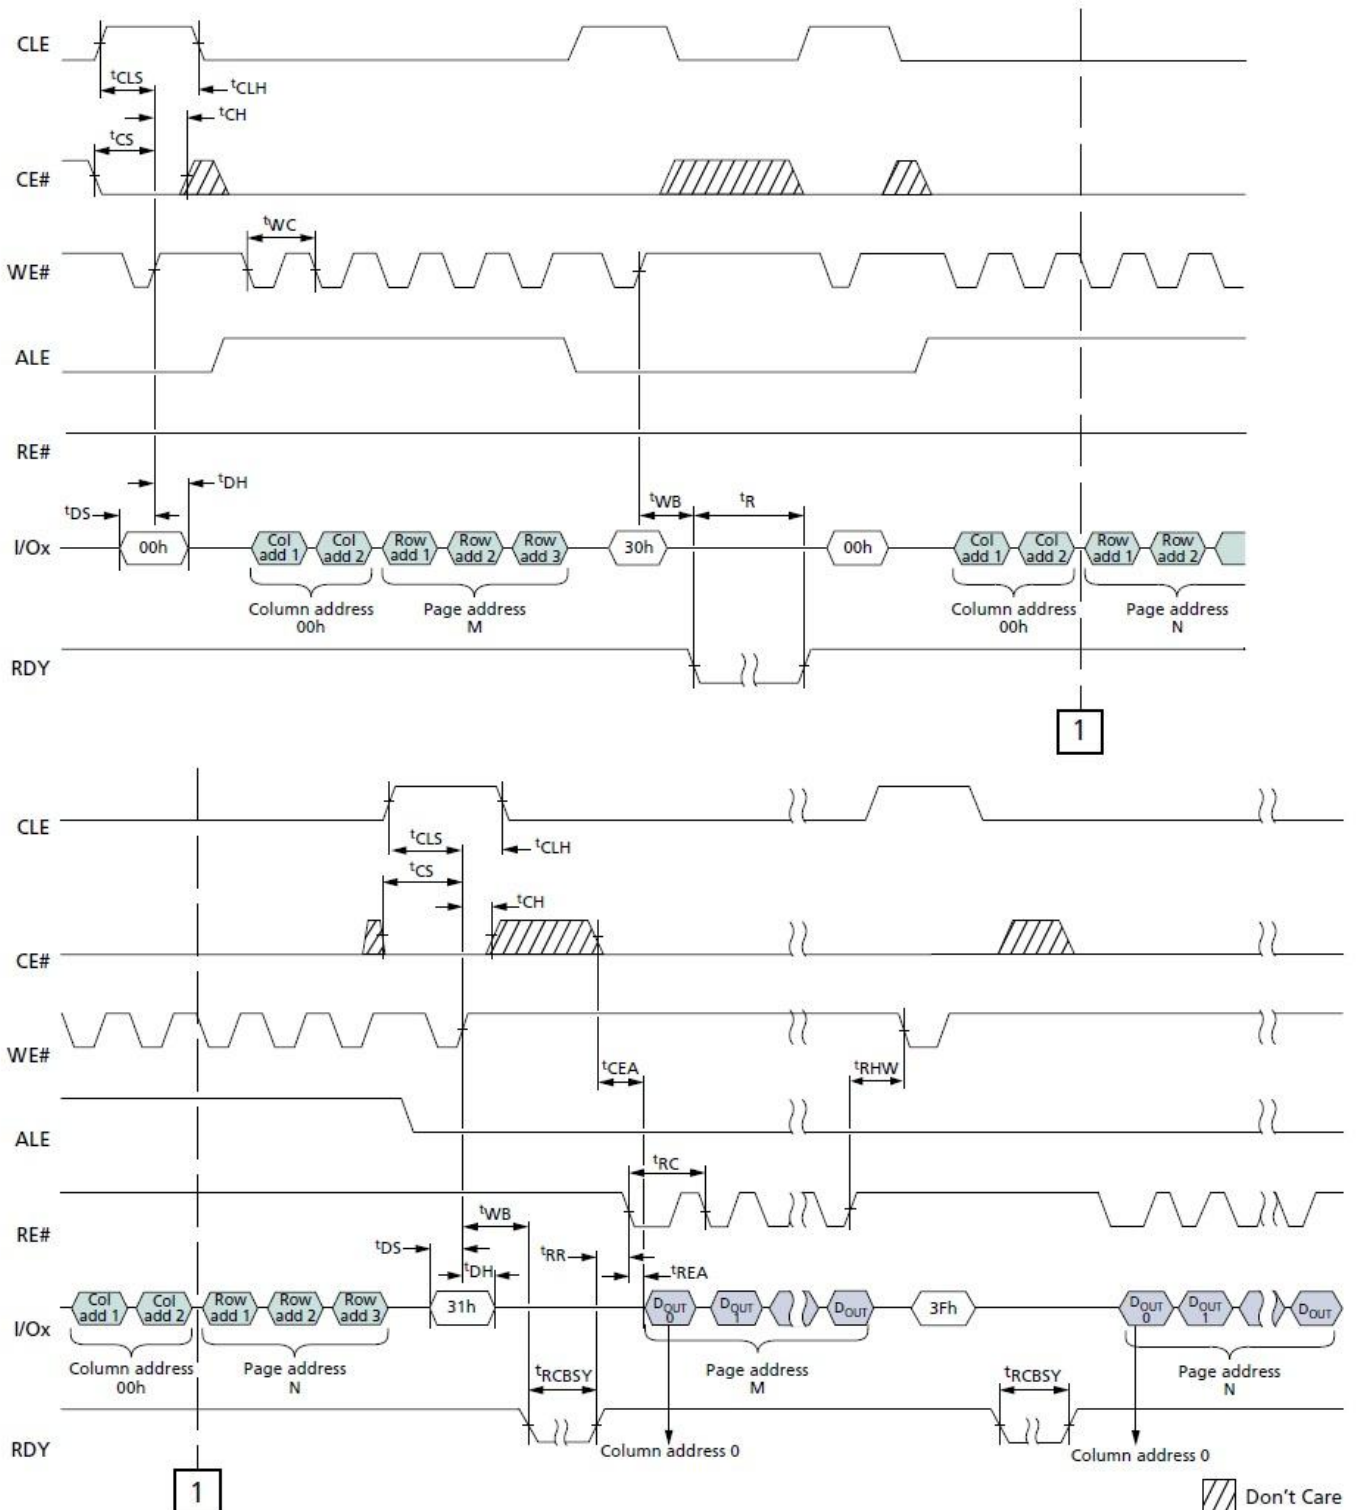 CLE
tCLS
tCLH
tCH
tCS
CE#
tWC
WE#
ALE
RE#
tDH
tDS
tWB
tR
I/Ox
00h
Col add 1
Col add 2
Row add 1
Row add 2
Row add 3
30h
00h
Col add 1
Col add 2
Row add 1
Row add 2
Column address
00h
Page address
M
Column address
00h
Page address
N
RDY
1
CLE
tCLS
tCLH
tCS
tCH
CE#
WE#
tCEA
tRHW
ALE
tRC
RE#
tWB
tDS
tRR
tDH
tREA
I/Ox
Col add 1
Col add 2
Row add 1
Row add 2
Row add 3
31h
DOUT 0
DOUT 1
DOUT
3Fh
DOUT 0
DOUT 1
DOUT
Column address
00h
Page address
N
tRCBSY
Page address
M
tRCBSY
Page address
N
RDY
Column address 0
Column address 0
1
Don't Care